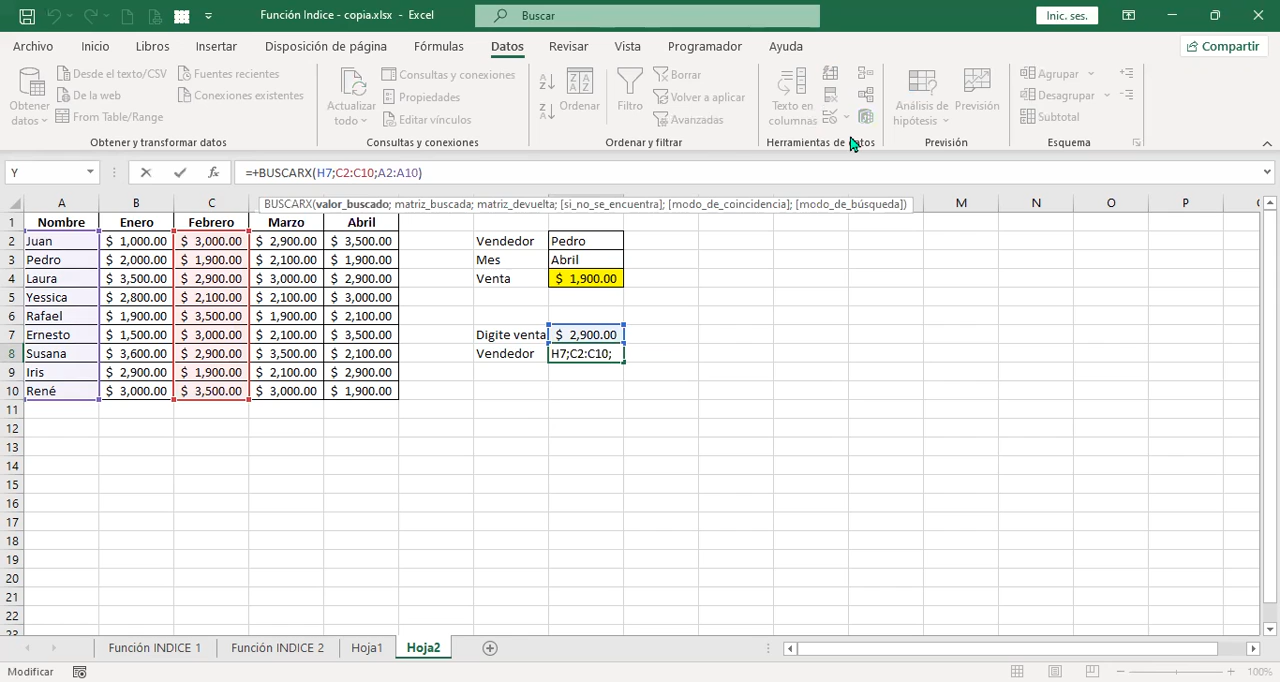 Función Indice - copia.xlsx - Excel
Buscar
Inic. ses.
Archivo Inicio Libros Insertar Disposición de página Fórmulas Datos Revisar Vista Programador Ayuda
Compartir
Obtener datos
Desde el texto/CSV
De la web
From Table/Range
Fuentes recientes
Conexiones existentes
Obtener y transformar datos
Actualizar todo
Consultas y conexiones
Propiedades
Editar vínculos
Consultas y conexiones
Ordenar
Filtro
Borrar
Volver a aplicar
Avanzadas
Ordenar y filtrar
Texto en columnas
Herramientas de datos
Análisis de hipótesis
Previsión
Previsión
Agrupar
Desagrupar
Subtotal
Esquema
Y
fx
=+BUSCARX(H7;C2:C10;A2:A10)
BUSCARX(valor_buscado; matriz_buscada; matriz_devuelta; [si_no_se_encuentra]; [modo_de_coincidencia]; [modo_de_búsqueda])
A B C M N O P
1 Nombre Enero Febrero Marzo Abril
2 Juan $ 1,000.00 $ 3,000.00 $ 2,900.00 $ 3,500.00 Vendedor Pedro
3 Pedro $ 2,000.00 $ 1,900.00 $ 2,100.00 $ 1,900.00 Mes Abril
4 Laura $ 3,500.00 $ 2,900.00 $ 3,000.00 $ 2,900.00 Venta $ 1,900.00
5 Yessica $ 2,800.00 $ 2,100.00 $ 2,100.00 $ 3,000.00
6 Rafael $ 1,900.00 $ 3,500.00 $ 1,900.00 $ 2,100.00
7 Ernesto $ 1,500.00 $ 3,000.00 $ 2,100.00 $ 3,500.00 Digite venta $ 2,900.00
8 Susana $ 3,600.00 $ 2,900.00 $ 3,500.00 $ 2,100.00 Vendedor H7;C2:C10;
9 Iris $ 2,900.00 $ 1,900.00 $ 2,100.00 $ 2,900.00
10 René $ 3,000.00 $ 3,500.00 $ 3,000.00 $ 1,900.00
11
12
13
14
15
16
17
18
19
20
21
22
23
Función INDICE 1 Función INDICE 2 Hoja1 Hoja2
Modificar
100%